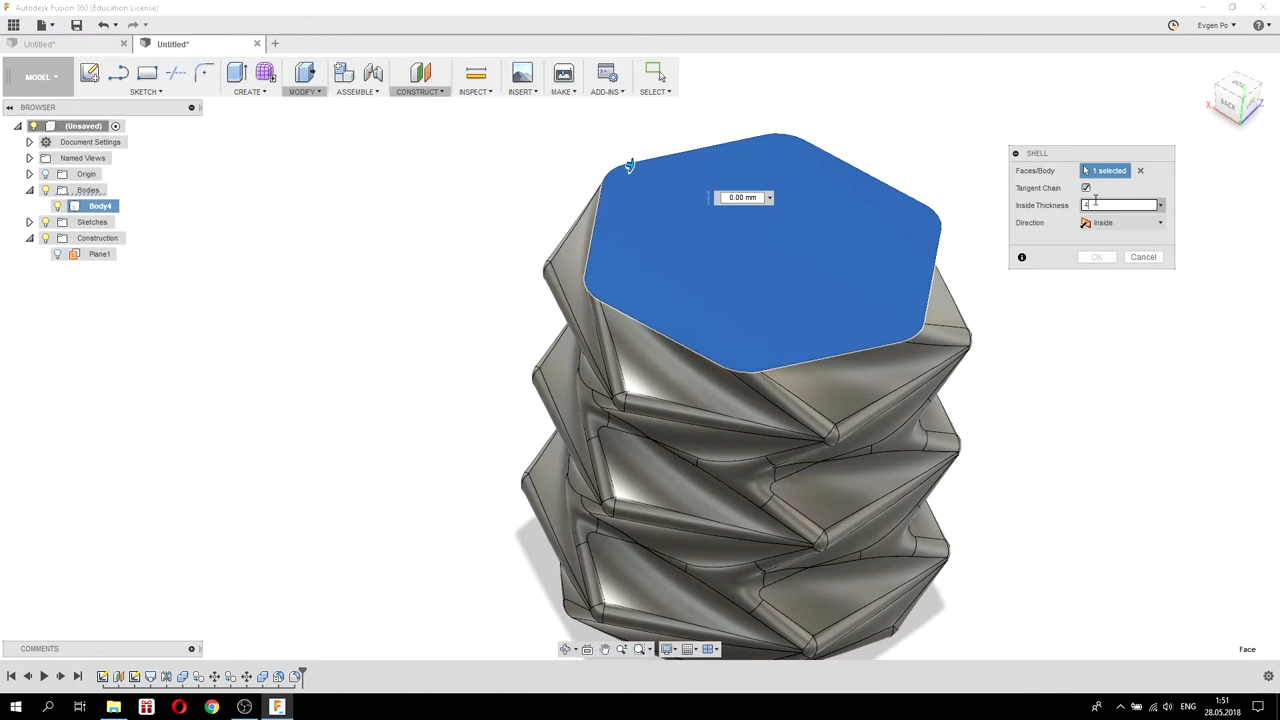 Autodesk Fusion 360 (Education License)
Evgen Po
Untitled*
Untitled*
MODEL
SKETCH
CREATE
MODIFY
ASSEMBLE
CONSTRUCT
INSPECT
INSERT
MAKE
ADD-INS
SELECT
BROWSER
(Unsaved)
Document Settings
Named Views
Origin
Bodies
Body4
Sketches
Construction
Plane1
0.00 mm
SHELL
Faces/Body 1 selected
Tangent Chain
Inside Thickness 4
Direction Inside
OK Cancel
BACK
X
Z
COMMENTS
Face
1:51
28.05.2018